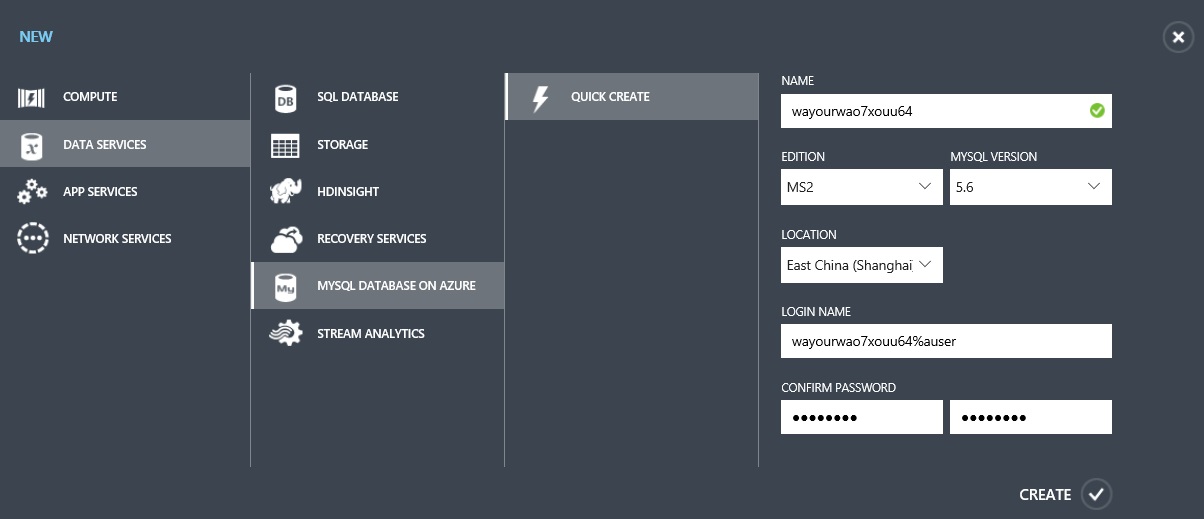 NEW
COMPUTE
DATA SERVICES
APP SERVICES
NETWORK SERVICES
DB
SQL DATABASE
STORAGE
HDINSIGHT
RECOVERY SERVICES
My
MYSQL DATABASE ON AZURE
STREAM ANALYTICS
QUICK CREATE
NAME
wayourwao7xouu64
EDITION MYSQL VERSION
MS2 5.6
LOCATION
East China (Shanghai)
LOGIN NAME
wayourwao7xouu64%auser
CONFIRM PASSWORD
•••••••• ••••••••
CREATE